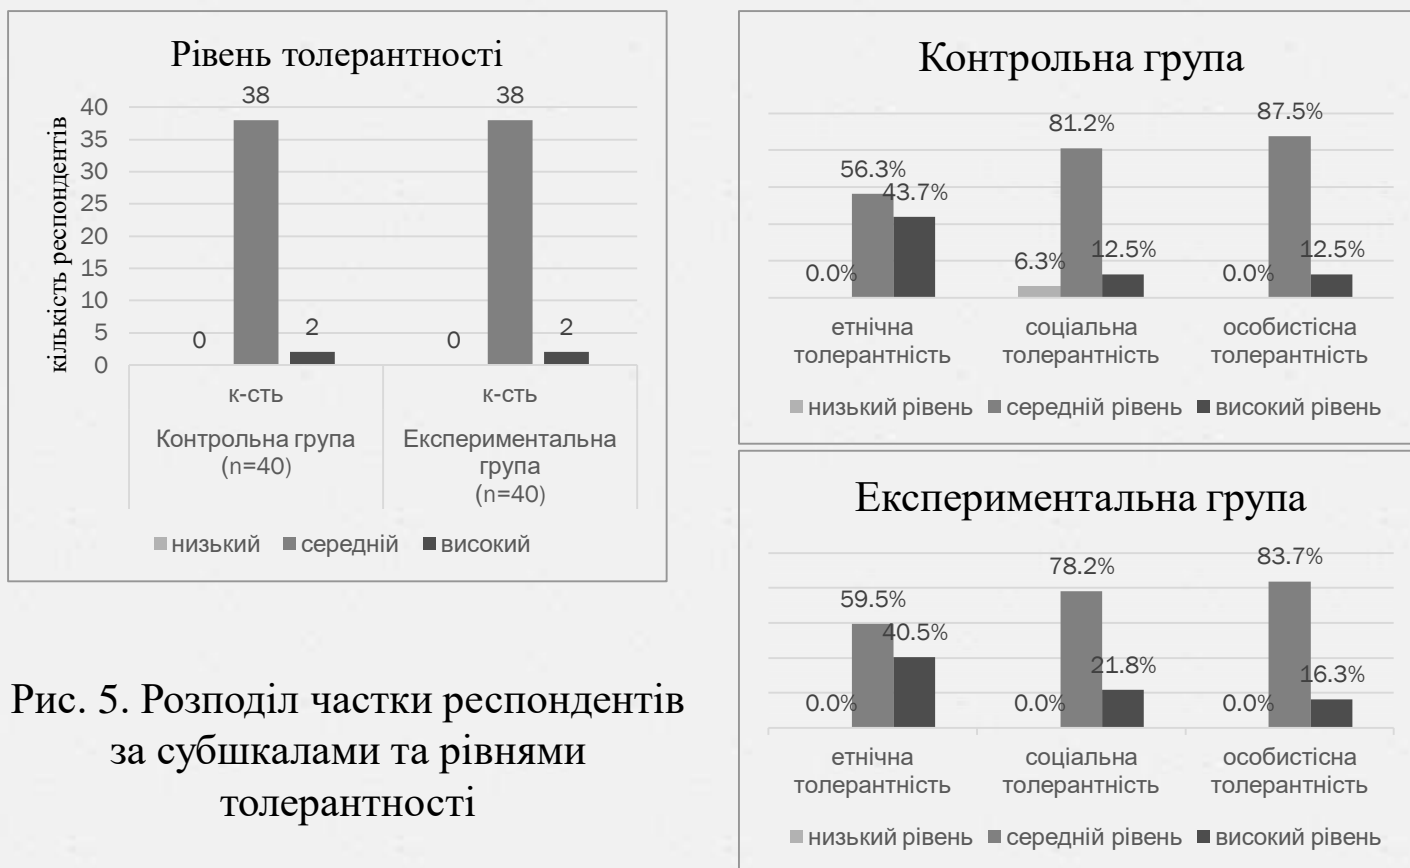 Рівень толерантності
кількість респондентів
40
35
30
25
20
15
10
5
0
0
38
2
0
38
2
к-сть
к-сть
Контрольна група
(n=40)
Експериментальна
група
(n=40)
низький середній високий
Рис. 5. Розподіл частки респондентів
за субшкалами та рівнями
толерантності
Контрольна група
0.0%
56.3%
43.7%
6.3%
81.2%
12.5%
0.0%
87.5%
12.5%
етнічна
толерантність
соціальна
толерантність
особистісна
толерантність
низький рівень середній рівень високий рівень
Експериментальна група
0.0%
59.5%
40.5%
0.0%
78.2%
21.8%
0.0%
83.7%
16.3%
етнічна
толерантність
соціальна
толерантність
особистісна
толерантність
низький рівень середній рівень високий рівень